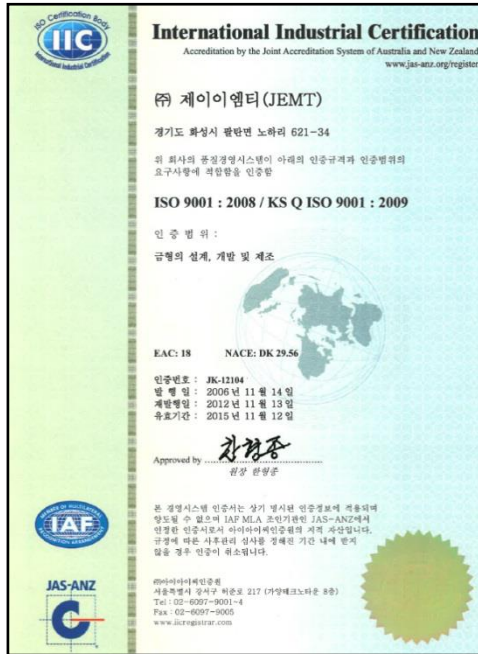 IIC Certification Body
IIC
International Industrial Certification
International Industrial Certification
Accreditation by the Joint Accreditation System of Australia and New Zealand
www.jas-anz.org/register
㈜ 제이이엠티(JEMT)
경기도 화성시 팔탄면 노하리 621-34
위 회사의 품질경영시스템이 아래의 인증규격과 인증범위의
요구사항에 적합함을 인증함
ISO 9001 : 2008 / KS Q ISO 9001 : 2009
인 증 범 위 :
금형의 설계, 개발 및 제조
EAC: 18 NACE: DK 29.56
인증번호 : JK-12104
발 행 일 : 2006 년 11 월 14 일
재발행일 : 2012 년 11 월 13 일
유효기간 : 2015 년 11 월 12 일
Approved by
원장 한형종
본 경영시스템 인증서는 상기 명시된 인증정보에 적용되며
양도될 수 없으며 IAF MLA 조인기관인 JAS-ANZ에서
인정한 인증서로서 아이아이씨인증원의 지적 자산입니다.
규정에 따른 사후관리 심사를 정해진 기간 내에 받지
않을 경우 인증이 취소됩니다.
MEMBER OF MULTILATERAL
IAF
RECOGNITION ARRANGEMENT
JAS-ANZ
㈜아이아이씨인증원
서울특별시 강서구 허준로 217 (가양테크노타운 8층)
Tel : 02-6097-9001~4
Fax : 02-6097-9005
www.iicregistrar.com